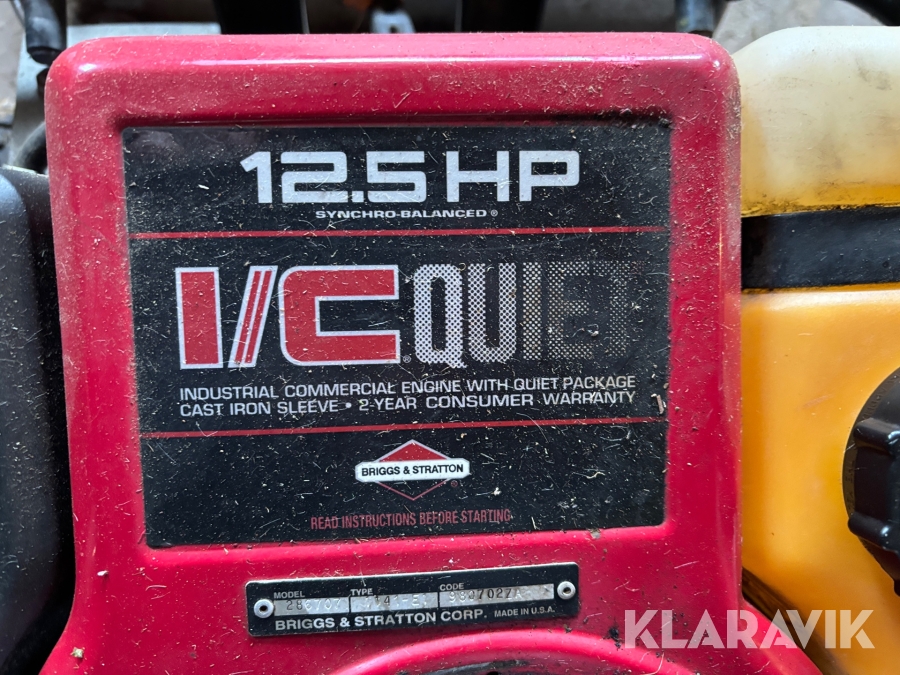 12.5 HP
SYNCHRO-BALANCED ®
I/C® QUIET
INDUSTRIAL COMMERCIAL ENGINE WITH QUIET PACKAGE
CAST IRON SLEEVE • 2-YEAR CONSUMER WARRANTY
BRIGGS & STRATTON ®
READ INSTRUCTIONS BEFORE STARTING
MODEL TYPE CODE
286707
BRIGGS & STRATTON CORP. MADE IN U.S.A.
KLARAVIK